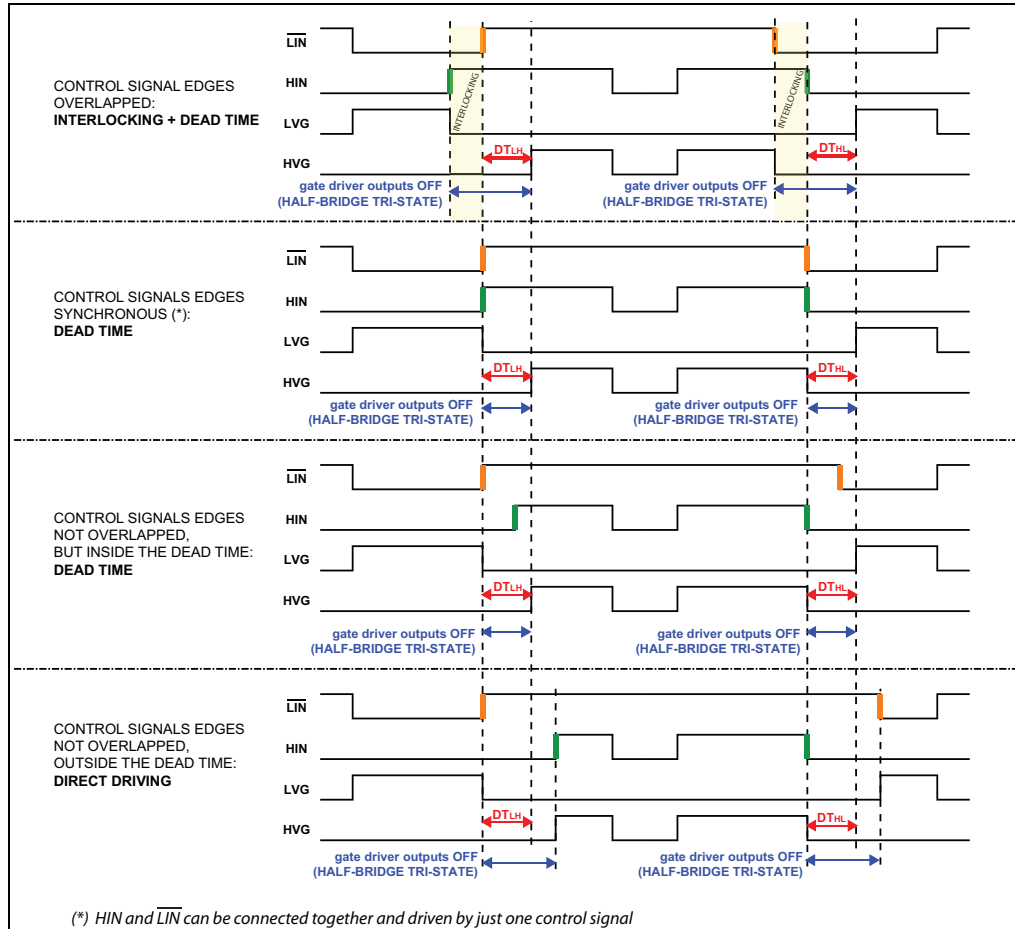 LIN
HIN
CONTROL SIGNAL EDGES
OVERLAPPED:
INTERLOCKING + DEAD TIME
INTERLOCKING
INTERLOCKING
LVG
DTLH
DTHL
HVG
gate driver outputs OFF
(HALF-BRIDGE TRI-STATE)
gate driver outputs OFF
(HALF-BRIDGE TRI-STATE)
LIN
CONTROL SIGNALS EDGES
SYNCHRONOUS (*):
DEAD TIME
HIN
LVG
DTLH
DTHL
HVG
gate driver outputs OFF
(HALF-BRIDGE TRI-STATE)
gate driver outputs OFF
(HALF-BRIDGE TRI-STATE)
LIN
CONTROL SIGNALS EDGES
NOT OVERLAPPED,
BUT INSIDE THE DEAD TIME:
DEAD TIME
HIN
LVG
DTLH
DTHL
HVG
gate driver outputs OFF
(HALF-BRIDGE TRI-STATE)
gate driver outputs OFF
(HALF-BRIDGE TRI-STATE)
LIN
CONTROL SIGNALS EDGES
NOT OVERLAPPED,
OUTSIDE THE DEAD TIME:
DIRECT DRIVING
HIN
LVG
DTLH
DTHL
HVG
gate driver outputs OFF
(HALF-BRIDGE TRI-STATE)
gate driver outputs OFF
(HALF-BRIDGE TRI-STATE)
(*) HIN and LIN can be connected together and driven by just one control signal